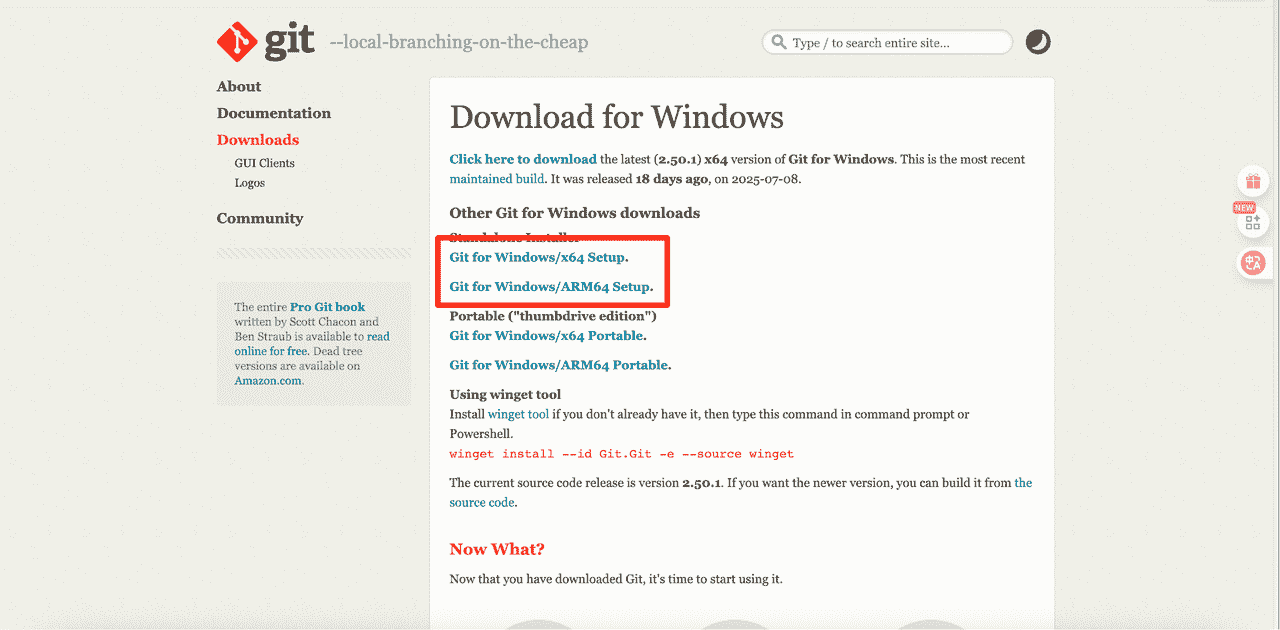 git --local-branching-on-the-cheap
Type / to search entire site...
About
Documentation
Downloads
GUI Clients
Logos
Community
The entire Pro Git book
written by Scott Chacon and
Ben Straub is available to read
online for free. Dead tree
versions are available on
Amazon.com.
Download for Windows
Click here to download the latest (2.50.1) x64 version of Git for Windows. This is the most recent
maintained build. It was released 18 days ago, on 2025-07-08.
Other Git for Windows downloads
Standalone Installer
Git for Windows/x64 Setup.
Git for Windows/ARM64 Setup.
Portable ("thumbdrive edition")
Git for Windows/x64 Portable.
Git for Windows/ARM64 Portable.
Using winget tool
Install winget tool if you don't already have it, then type this command in command prompt or
Powershell.
winget install --id Git.Git -e --source winget
The current source code release is version 2.50.1. If you want the newer version, you can build it from the
source code.
Now What?
Now that you have downloaded Git, it's time to start using it.
NEW
中A